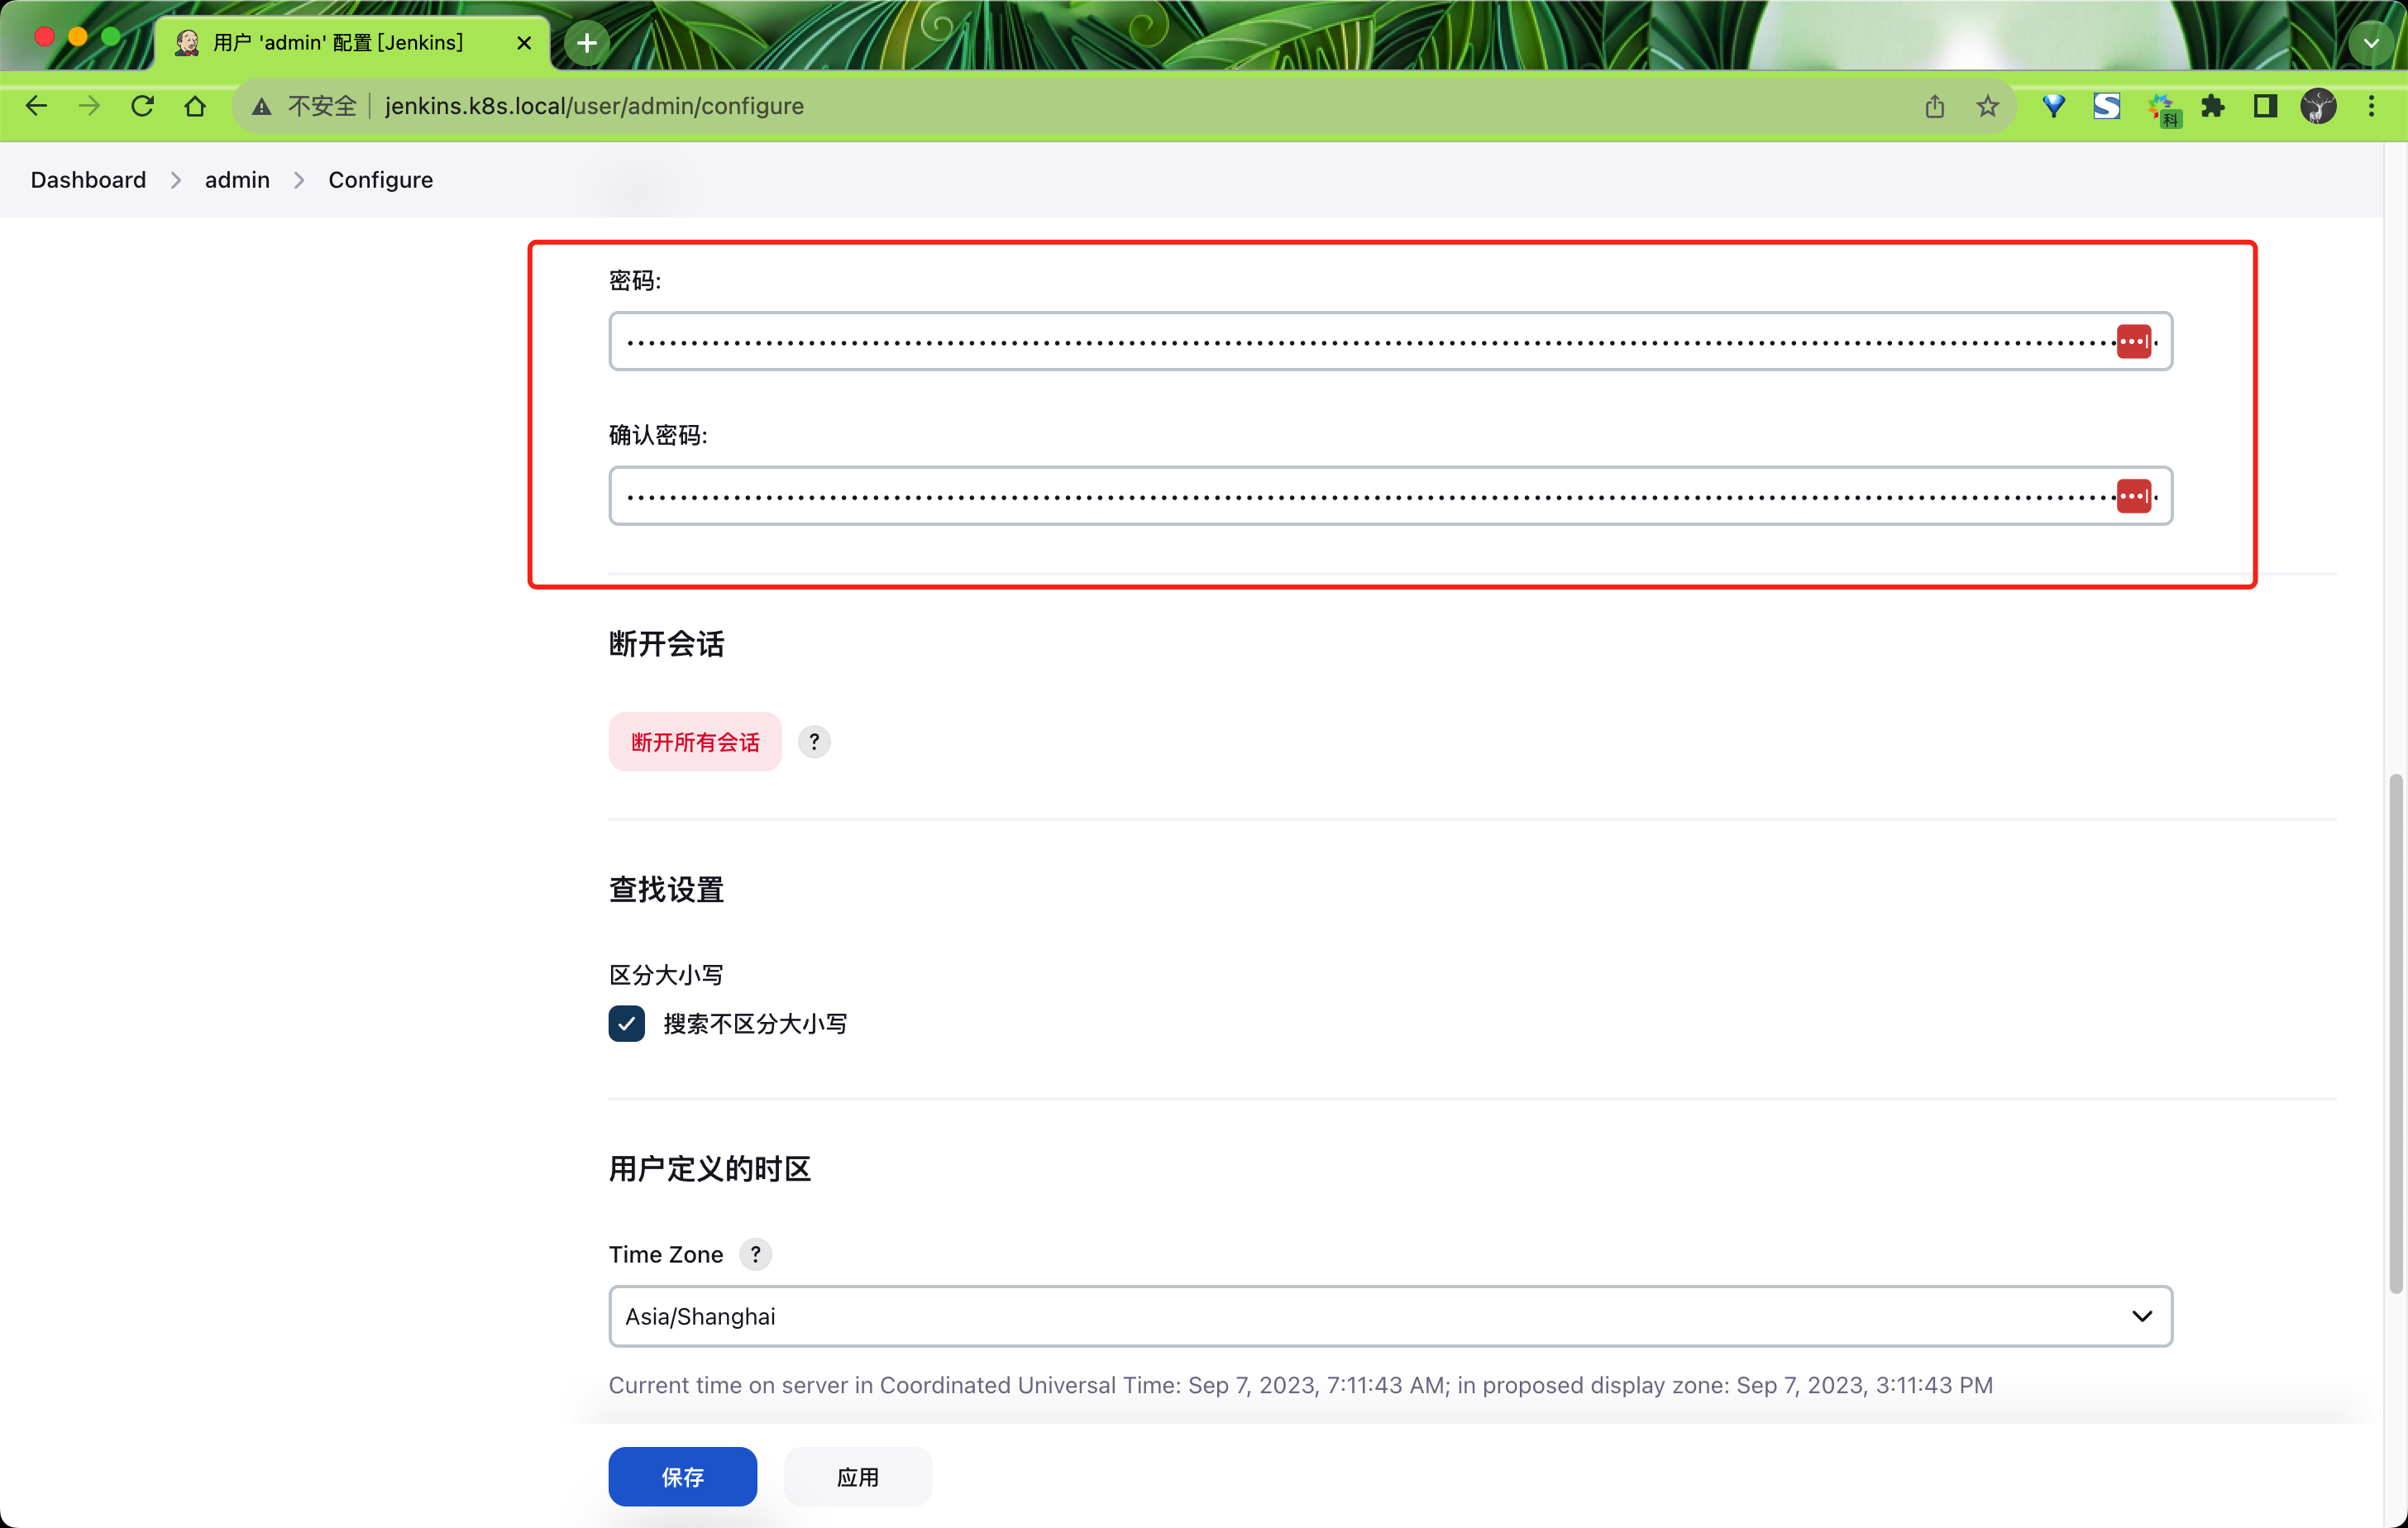 用户 'admin' 配置 [Jenkins]
不安全 jenkins.k8s.local/user/admin/configure
科
Dashboard admin Configure
密码:
确认密码:
断开会话
断开所有会话 ?
查找设置
区分大小写
搜索不区分大小写
用户定义的时区
Time Zone ?
Asia/Shanghai
Current time on server in Coordinated Universal Time: Sep 7, 2023, 7:11:43 AM; in proposed display zone: Sep 7, 2023, 3:11:43 PM
保存 应用